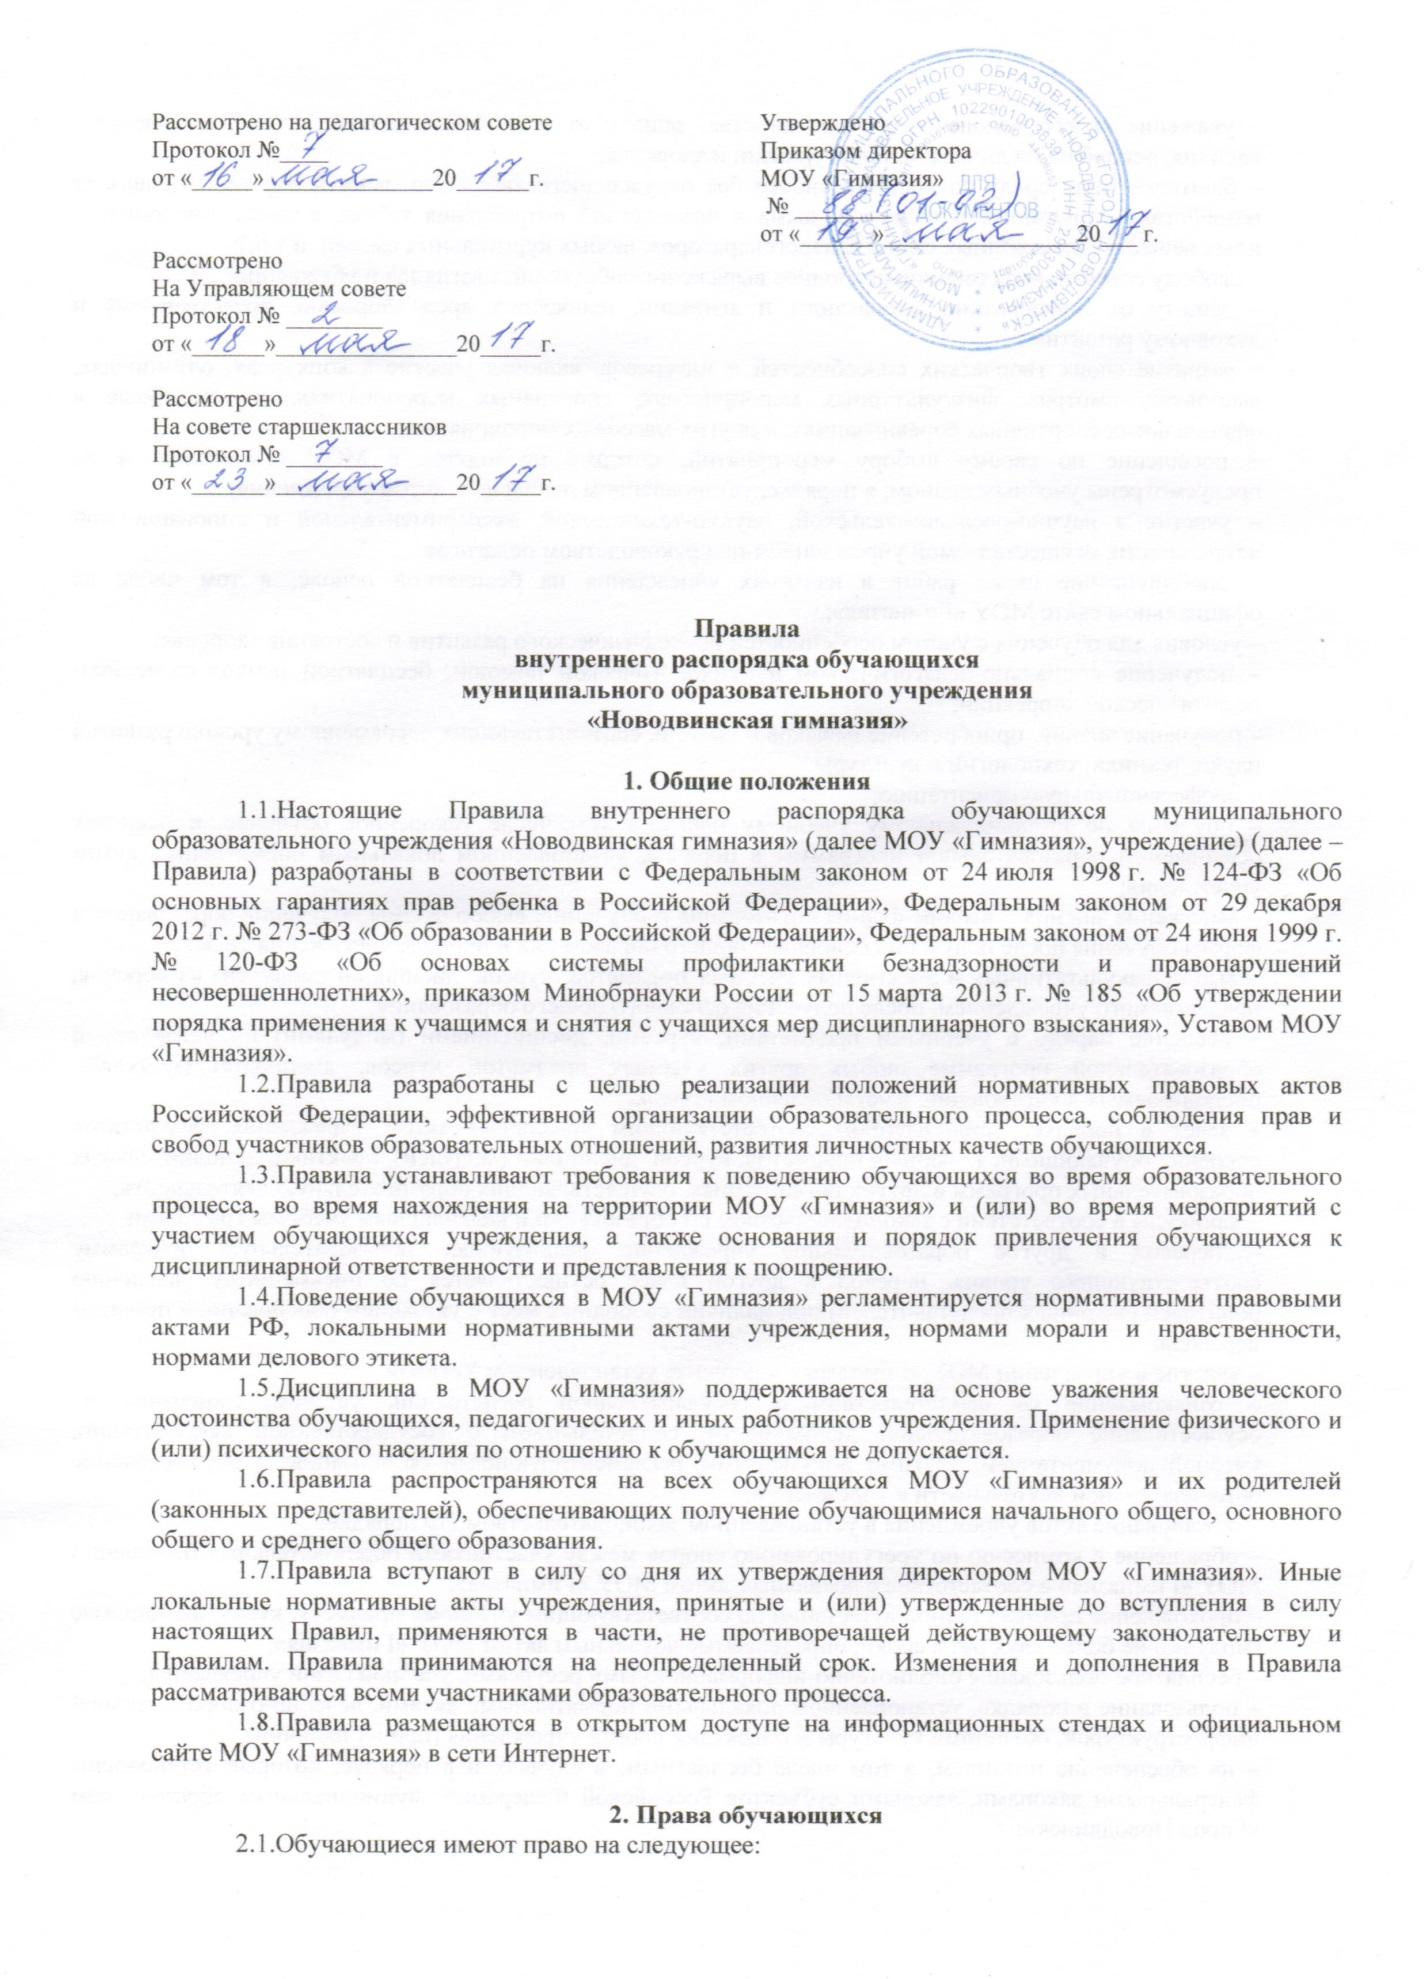 Рассмотрено на педагогическом совете
Протокол № 7
от « 16 » мая 20 17 г.
Рассмотрено
На Управляющем совете
Протокол № 2
от « 18 » мая 20 17 г.
Рассмотрено
На совете старшеклассников
Протокол № 7
от « 23 » мая 20 17 г.
Утверждено
Приказом директора
МОУ «Гимназия»
№ 88 (01-02)
от « 19 » мая 20 17 г.
ДЛЯ
ДОКУМЕНТОВ
Правила
внутреннего распорядка обучающихся
муниципального образовательного учреждения
«Новодвинская гимназия»
1. Общие положения
1.1.Настоящие Правила внутреннего распорядка обучающихся муниципального
образовательного учреждения «Новодвинская гимназия» (далее МОУ «Гимназия», учреждение) (далее –
Правила) разработаны в соответствии с Федеральным законом от 24 июля 1998 г. № 124-ФЗ «Об
основных гарантиях прав ребенка в Российской Федерации», Федеральным законом от 29 декабря
2012 г. № 273-ФЗ «Об образовании в Российской Федерации», Федеральным законом от 24 июня 1999 г.
№ 120-ФЗ «Об основах системы профилактики безнадзорности и правонарушений
несовершеннолетних», приказом Минобрнауки России от 15 марта 2013 г. № 185 «Об утверждении
порядка применения к учащимся и снятия с учащихся мер дисциплинарного взыскания», Уставом МОУ
«Гимназия».
1.2.Правила разработаны с целью реализации положений нормативных правовых актов
Российской Федерации, эффективной организации образовательного процесса, соблюдения прав и
свобод участников образовательных отношений, развития личностных качеств обучающихся.
1.3.Правила устанавливают требования к поведению обучающихся во время образовательного
процесса, во время нахождения на территории МОУ «Гимназия» и (или) во время мероприятий с
участием обучающихся учреждения, а также основания и порядок привлечения обучающихся к
дисциплинарной ответственности и представления к поощрению.
1.4.Поведение обучающихся в МОУ «Гимназия» регламентируется нормативными правовыми
актами РФ, локальными нормативными актами учреждения, нормами морали и нравственности,
нормами делового этикета.
1.5.Дисциплина в МОУ «Гимназия» поддерживается на основе уважения человеческого
достоинства обучающихся, педагогических и иных работников учреждения. Применение физического и
(или) психического насилия по отношению к обучающимся не допускается.
1.6.Правила распространяются на всех обучающихся МОУ «Гимназия» и их родителей
(законных представителей), обеспечивающих получение обучающимися начального общего, основного
общего и среднего общего образования.
1.7.Правила вступают в силу со дня их утверждения директором МОУ «Гимназия». Иные
локальные нормативные акты учреждения, принятые и (или) утвержденные до вступления в силу
настоящих Правил, применяются в части, не противоречащей действующему законодательству и
Правилам. Правила принимаются на неопределенный срок. Изменения и дополнения в Правила
рассматриваются всеми участниками образовательного процесса.
1.8.Правила размещаются в открытом доступе на информационных стендах и официальном
сайте МОУ «Гимназия» в сети Интернет.
2. Права обучающихся
2.1.Обучающиеся имеют право на следующее: